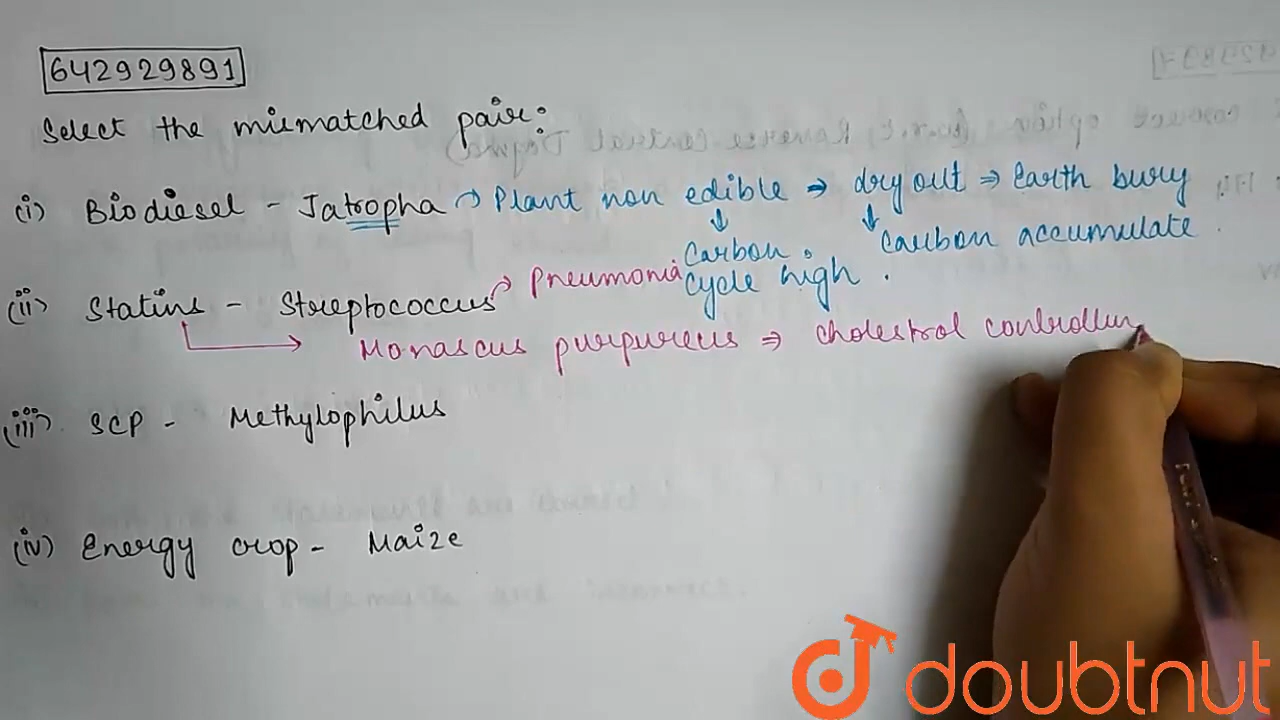 642929891
Select the mismatched pair:
(i) Biodiesel - Jatropha → Plant non edible ⇒ dry out ⇒ Earth bury
↓ Carbon cycle high .
↓ Carbon accumulate .
(ii) Statins - Streptococcus → Pneumonia
Monascus purpureus ⇒ Cholestrol controllin
(iii) SCP - Methylophilus
(iv) Energy crop - Maize
doubtnut